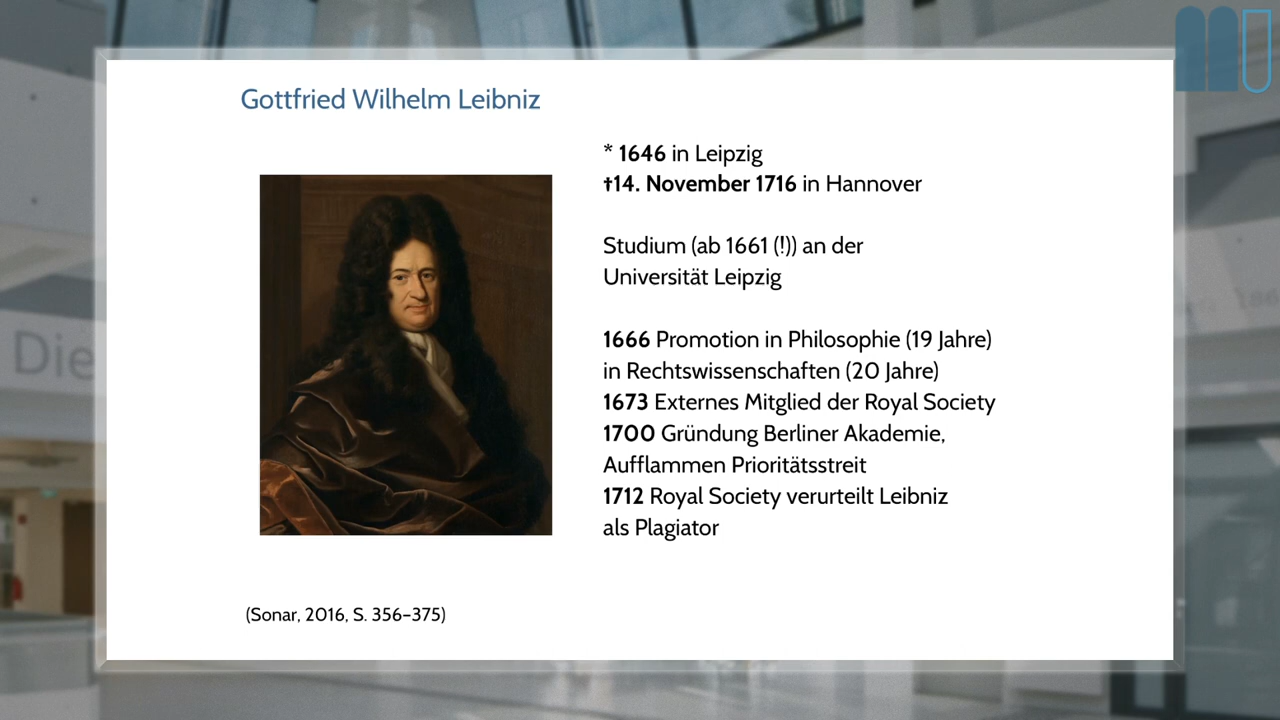 Gottfried Wilhelm Leibniz
* 1646 in Leipzig
†14. November 1716 in Hannover
Studium (ab 1661 (!)) an der
Universität Leipzig
1666 Promotion in Philosophie (19 Jahre)
in Rechtswissenschaften (20 Jahre)
1673 Externes Mitglied der Royal Society
1700 Gründung Berliner Akademie,
Aufflammen Prioritätsstreit
1712 Royal Society verurteilt Leibniz
als Plagiator
(Sonar, 2016, S. 356–375)
Die